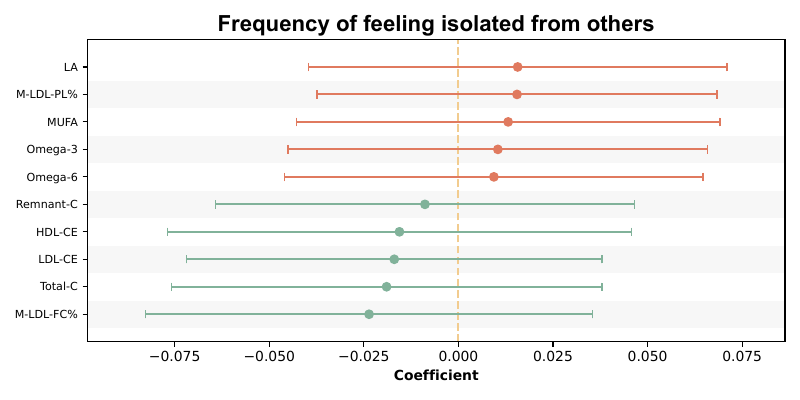 Frequency of feeling isolated from others
LA
M-LDL-PL%
MUFA
Omega-3
Omega-6
Remnant-C
HDL-CE
LDL-CE
Total-C
M-LDL-FC%
−0.075 −0.050 −0.025 0.000 0.025 0.050 0.075
Coefficient